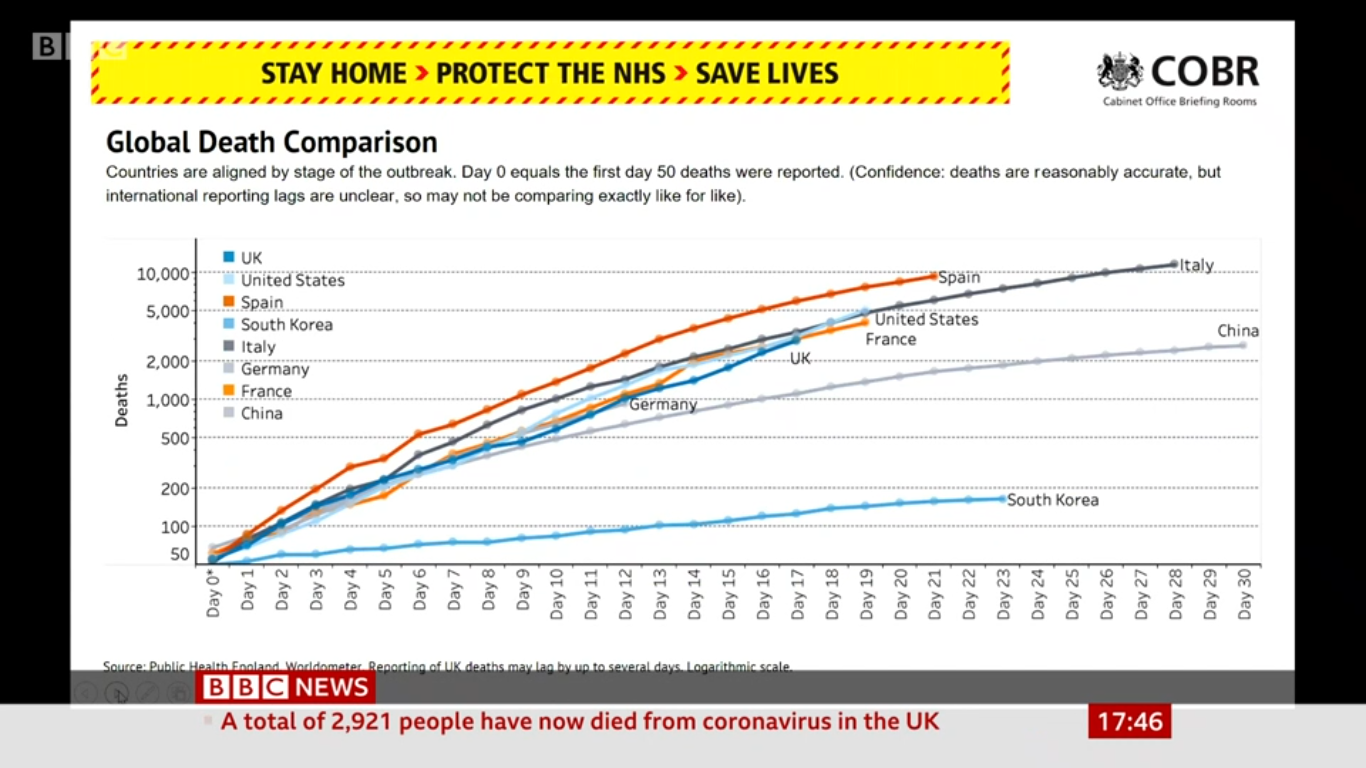 BBC
STAY HOME > PROTECT THE NHS > SAVE LIVES
COBR
Cabinet Office Briefing Rooms
Global Death Comparison
Countries are aligned by stage of the outbreak. Day 0 equals the first day 50 deaths were reported. (Confidence: deaths are reasonably accurate, but
international reporting lags are unclear, so may not be comparing exactly like for like).
Deaths
10,000
5,000
2,000
1,000
500
200
100
50
UK
United States
Spain
South Korea
Italy
Germany
France
China
Spain
Italy
United States
France
UK
China
Germany
South Korea
Day 0*
Day 1
Day 2
Day 3
Day 4
Day 5
Day 6
Day 7
Day 8
Day 9
Day 10
Day 11
Day 12
Day 13
Day 14
Day 15
Day 16
Day 17
Day 18
Day 19
Day 20
Day 21
Day 22
Day 23
Day 24
Day 25
Day 26
Day 27
Day 28
Day 29
Day 30
Source: Public Health England, Worldometer. Reporting of UK deaths may lag by up to several days. Logarithmic scale.
BBC NEWS
A total of 2,921 people have now died from coronavirus in the UK
17:46